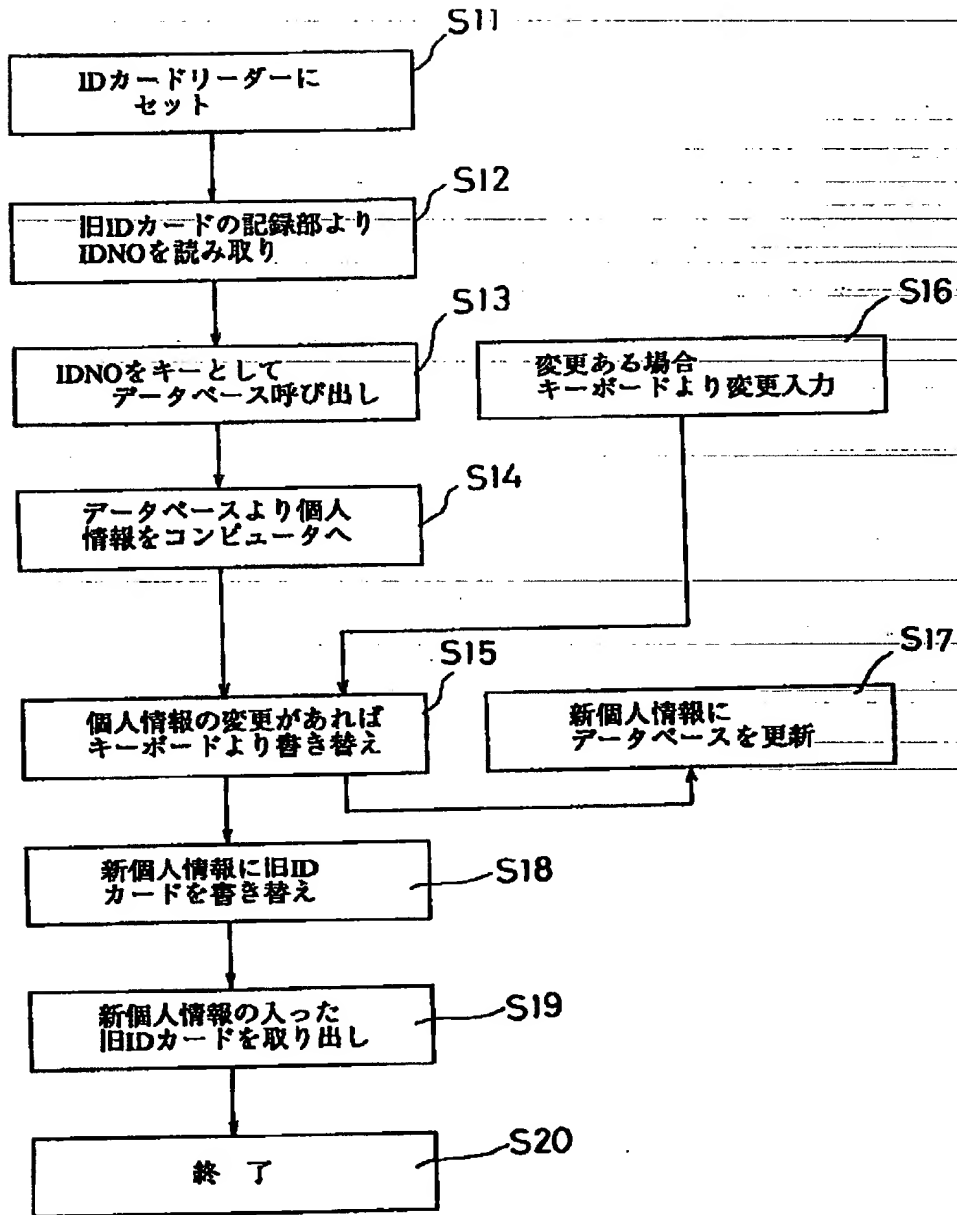 S11
IDカードリーダーに
セット
S12
旧IDカードの記録部より
IDNOを読み取り
S13
IDNOをキーとして
データベース呼び出し
S16
変更ある場合
キーボードより変更入力
S14
データベースより個人
情報をコンピュータへ
S15
個人情報の変更があれば
キーボードより書き替え
S17
新個人情報に
データベースを更新
S18
新個人情報に旧ID
カードを書き替え
S19
新個人情報の入った
旧IDカードを取り出し
S20
終 了